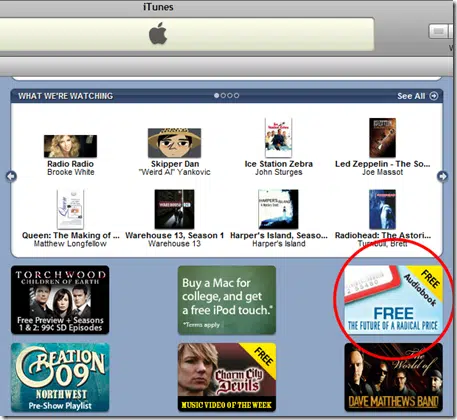 iTunes
WHAT WE'RE WATCHING
See All
Radio Radio
Brooke White
Skipper Dan
"Weird Al" Yankovic
Ice Station Zebra
John Sturges
Led Zeppelin - The So...
Joe Massot
Queen: The Making of ...
Matthew Longfellow
Warehouse 13, Season 1
Warehouse 13
Harper's Island, Seaso...
Harper's Island
Radiohead: The Astori...
Turnbull, Brett
TORCHWOOD
CHILDREN OF EARTH
Free Preview + Seasons
1 & 2: 99¢ SD Episodes
Buy a Mac for
college, and get
a free iPod touch.*
*Terms apply
FREE
Audiobook
FREE
THE FUTURE OF A RADICAL PRICE
CREATION
'09
NORTHWEST
Pre-Show Playlist
FREE
CHARM CITY
DEVILS
MUSIC VIDEO OF THE WEEK
The World of
DAVE MATTHEWS BAND